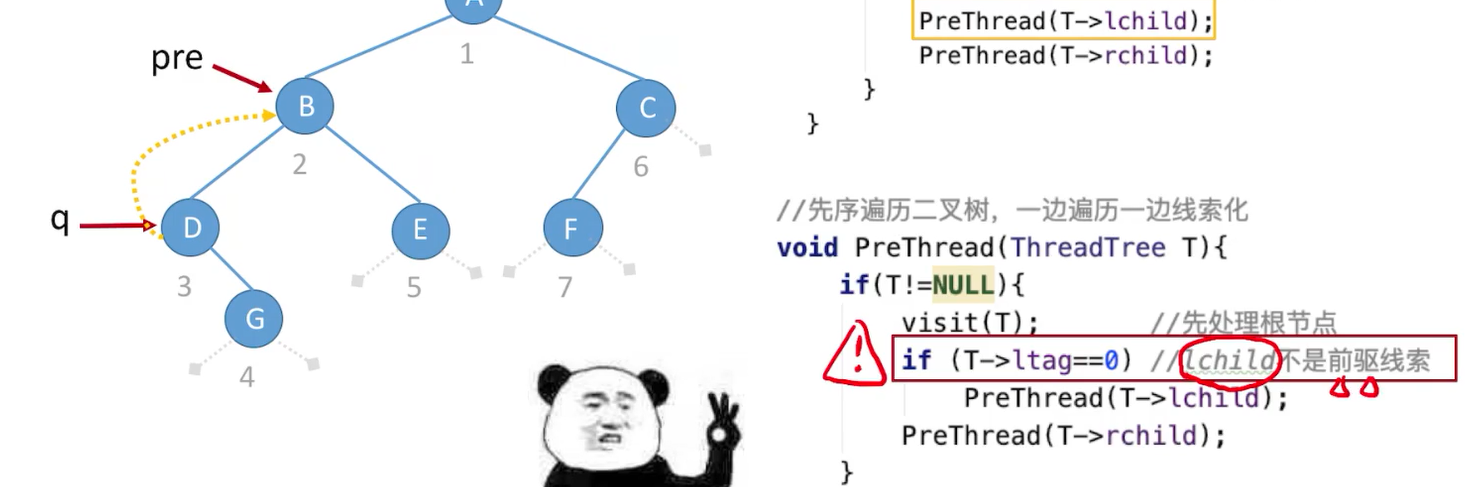 A
1
pre
B
C
2
6
q
D
E
F
3
5
7
G
4
PreThread(T->lchild);
PreThread(T->rchild);
}
}
//先序遍历二叉树，一边遍历一边线索化
void PreThread(ThreadTree T){
if(T!=NULL){
visit(T); //先处理根节点
if (T->ltag==0) //lchild不是前驱线索
PreThread(T->lchild);
PreThread(T->rchild);
}
!